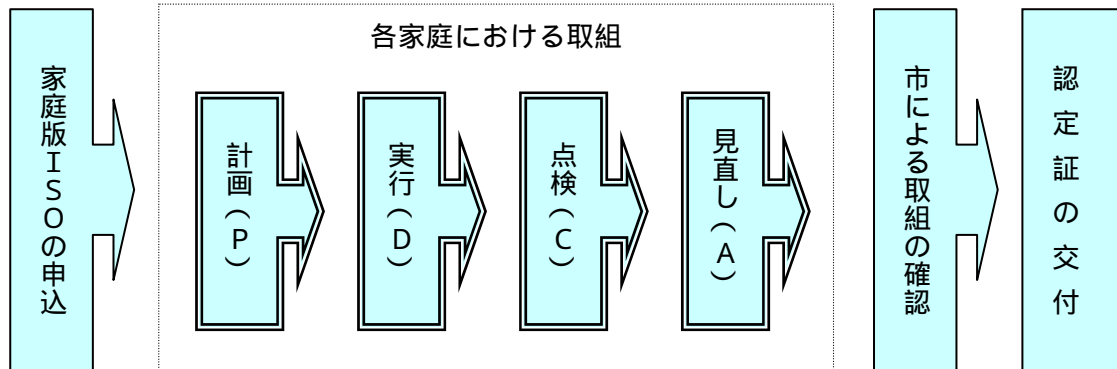 家庭版ISOの申込
各家庭における取組
計画(P)
実行(D)
点検(C)
見直し(A)
市による取組の確認
認定証の交付